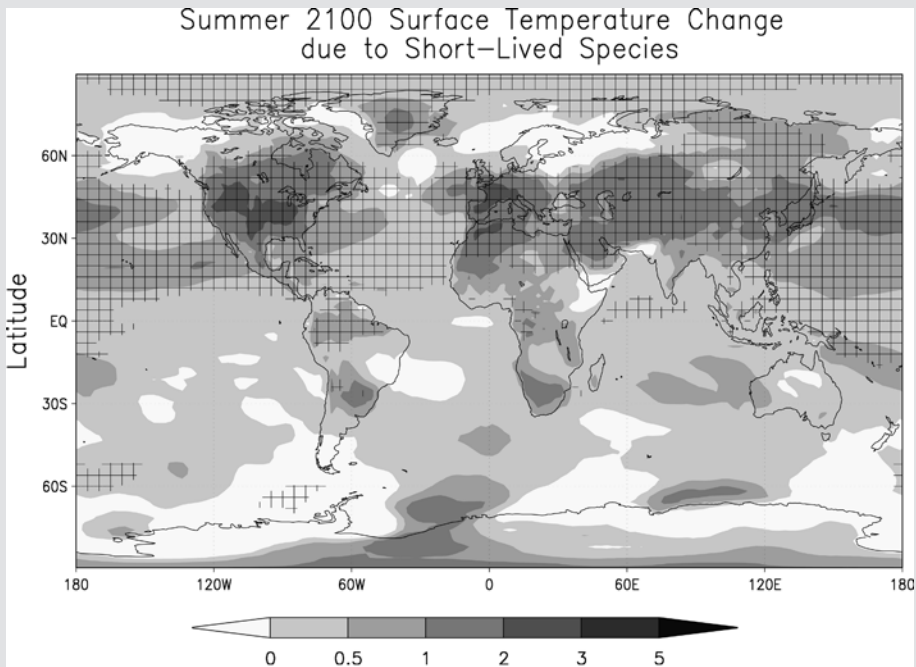 Summer 2100 Surface Temperature Change
due to Short-Lived Species
Latitude
60N
30N
EQ
30S
60S
180 120W 60W 0 60E 120E 180
0 0.5 1 2 3 5